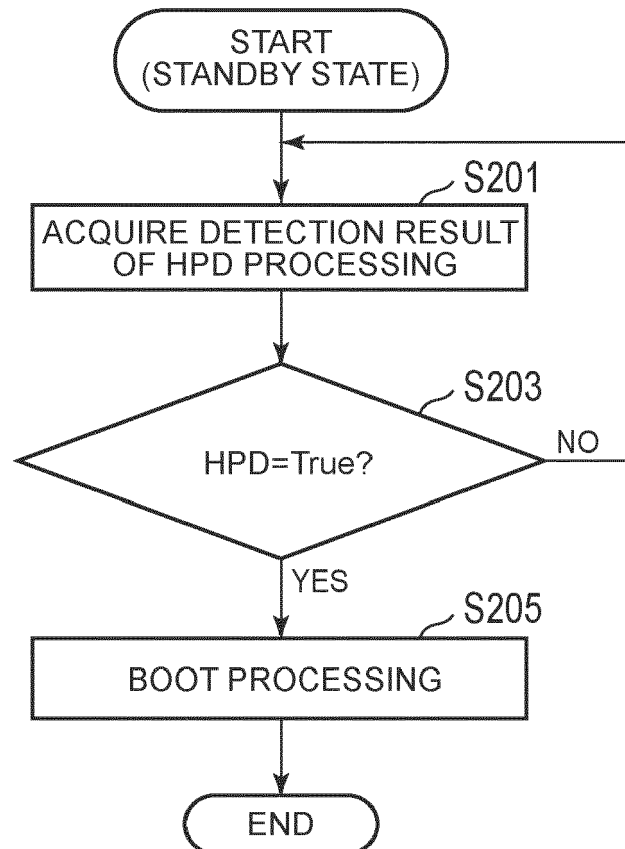 START
(STANDBY STATE)
S201
ACQUIRE DETECTION RESULT
OF HPD PROCESSING
S203
HPD=True?
NO
YES
S205
BOOT PROCESSING
END